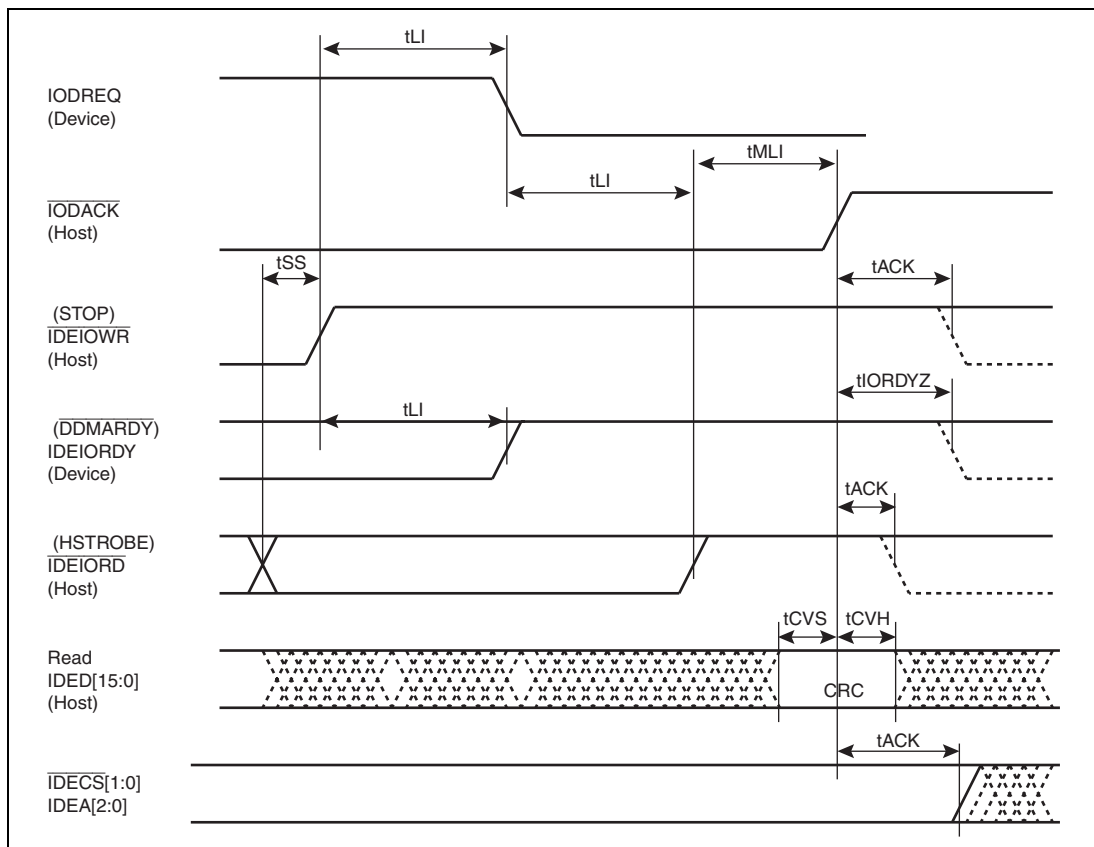 tLI
IODREQ
(Device)
tMLI
tLI
IODACK
(Host)
tSS
tACK
(STOP)
IDEIOWR
(Host)
tIORDYZ
tLI
(DDMARDY)
IDEIORDY
(Device)
tACK
(HSTROBE)
IDEIORD
(Host)
tCVS
tCVH
Read
IDED[15:0]
(Host)
CRC
tACK
IDECS[1:0]
IDEA[2:0]